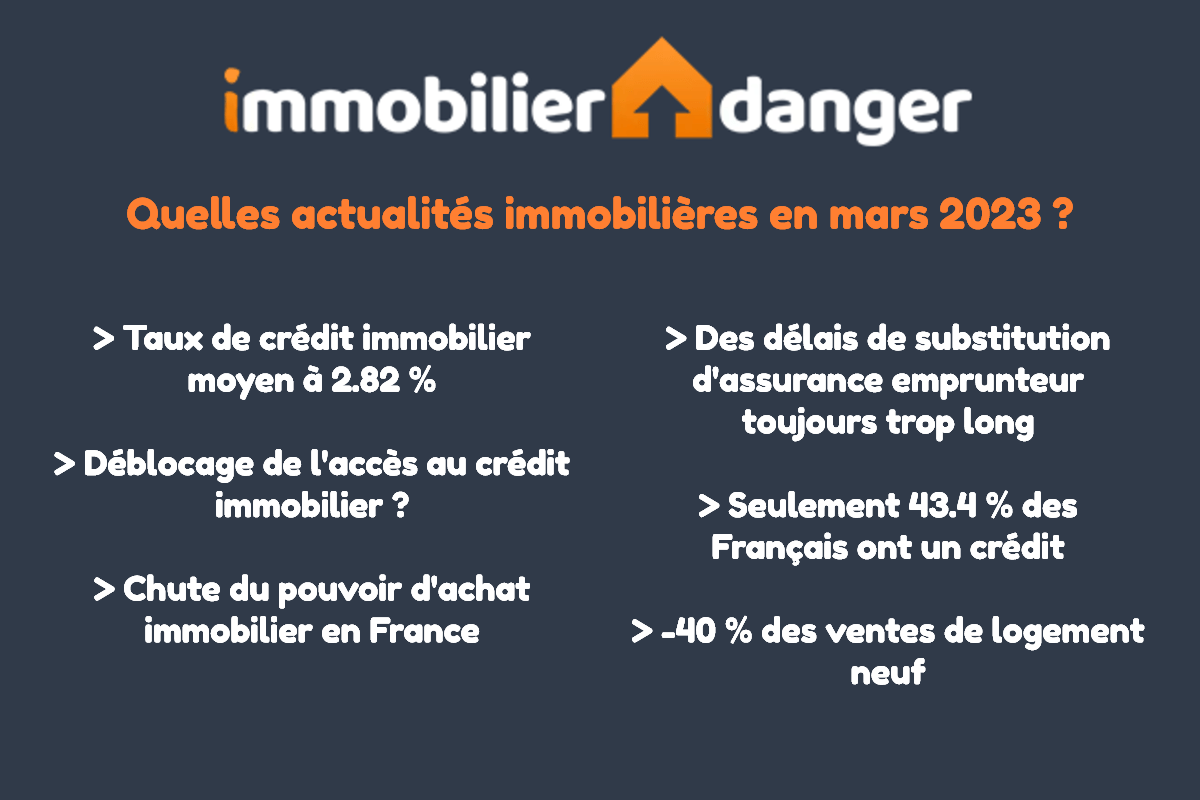 immobilier danger
Quelles actualités immobilières en mars 2023 ?
> Taux de crédit immobilier
moyen à 2.82 %
> Déblocage de l'accès au crédit
immobilier ?
> Chute du pouvoir d'achat
immobilier en France
> Des délais de substitution
d'assurance emprunteur
toujours trop long
> Seulement 43.4 % des
Français ont un crédit
> -40 % des ventes de logement
neuf